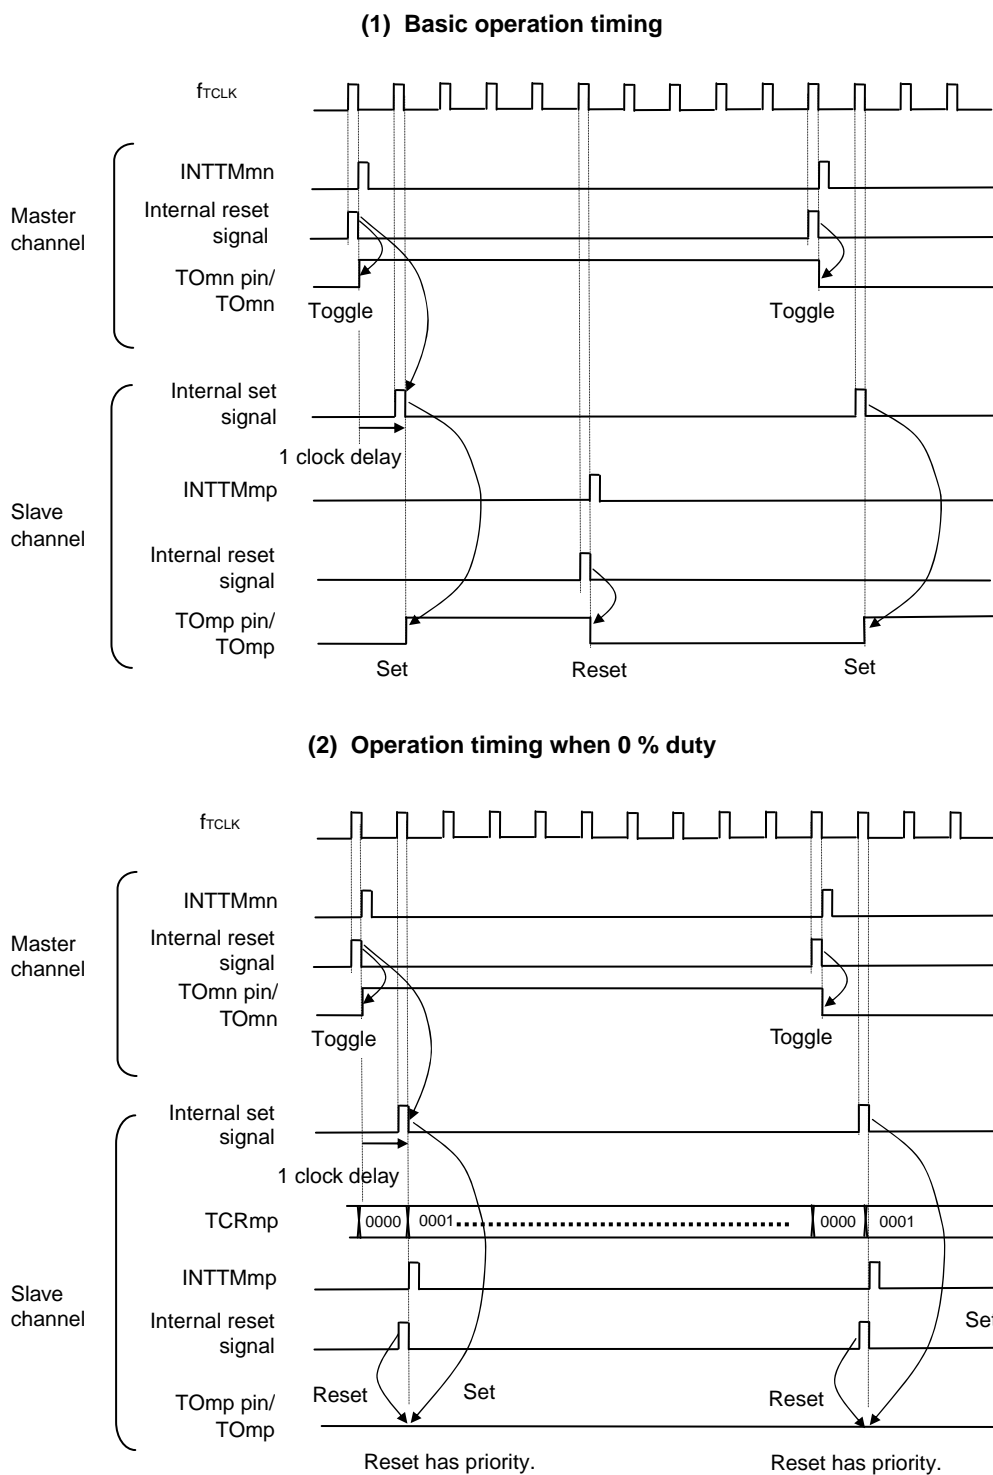 (1) Basic operation timing
fTCLK
INTTMmn
Master
channel
Internal reset
signal
TOmn pin/
TOmn
Toggle
Toggle
Internal set
signal
1 clock delay
INTTMmp
Slave
channel
Internal reset
signal
TOmp pin/
TOmp
Set
Reset
Set
(2) Operation timing when 0 % duty
fTCLK
INTTMmn
Master
channel
Internal reset
signal
TOmn pin/
TOmn
Toggle
Toggle
Internal set
signal
1 clock delay
TCRmp
0000
0001
0000
0001
INTTMmp
Slave
channel
Internal reset
signal
Set
Reset
Set
Reset
TOmp pin/
TOmp
Reset has priority.
Reset has priority.